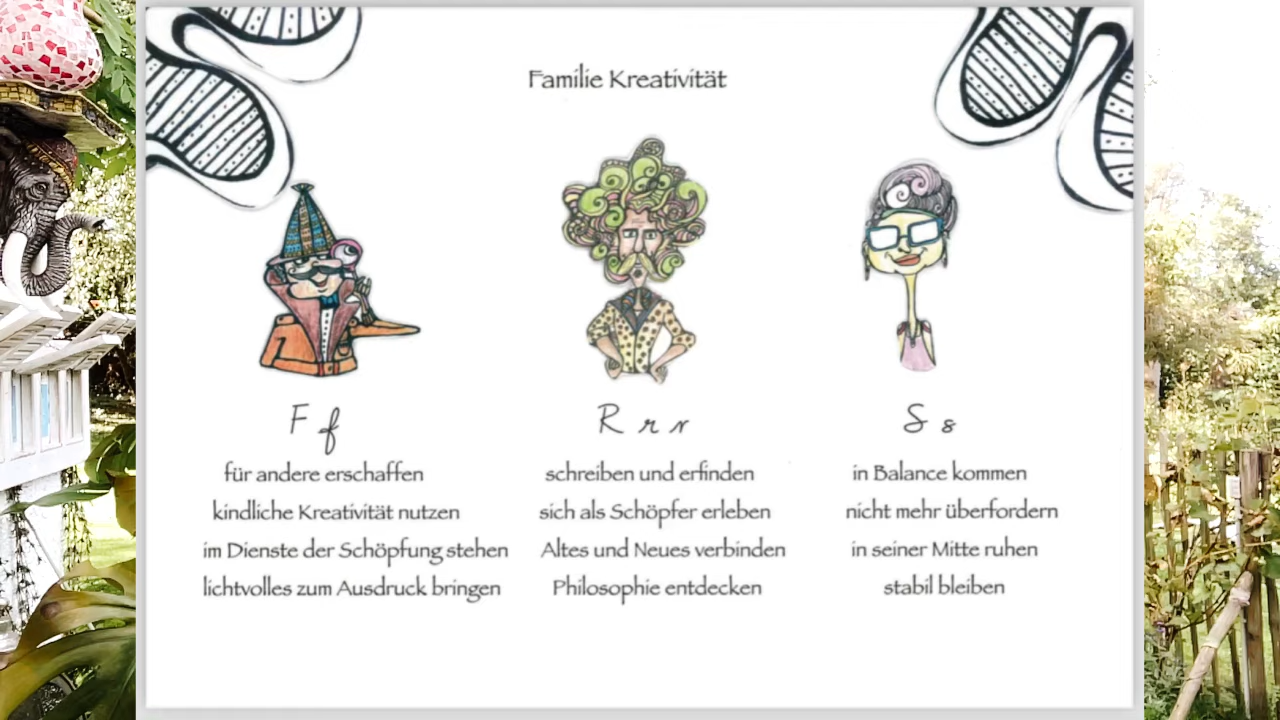 Familie Kreativität
F f
für andere erschaffen
kindliche Kreativität nutzen
im Dienste der Schöpfung stehen
lichtvolles zum Ausdruck bringen
R r r
schreiben und erfinden
sich als Schöpfer erleben
Altes und Neues verbinden
Philosophie entdecken
S s
in Balance kommen
nicht mehr überfordern
in seiner Mitte ruhen
stabil bleiben